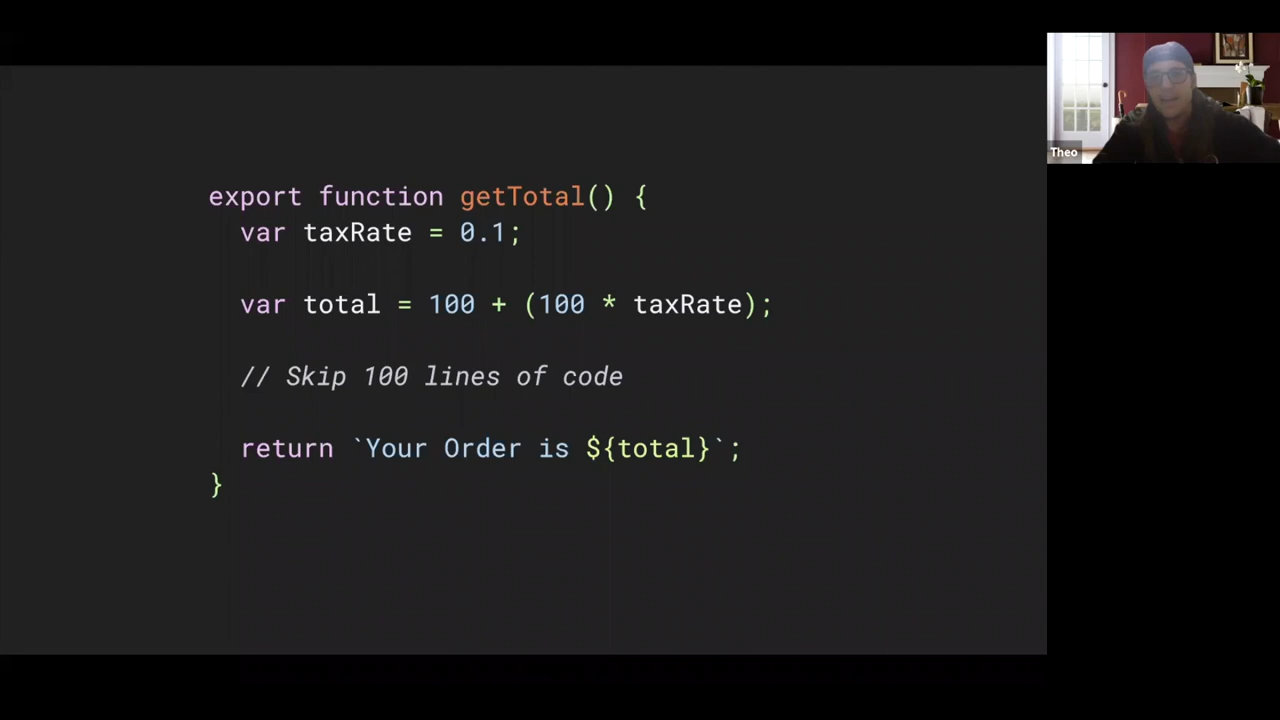 export function getTotal() {
var taxRate = 0.1;
var total = 100 + (100 * taxRate);
// Skip 100 lines of code
return `Your Order is ${total}`;
}
Theo